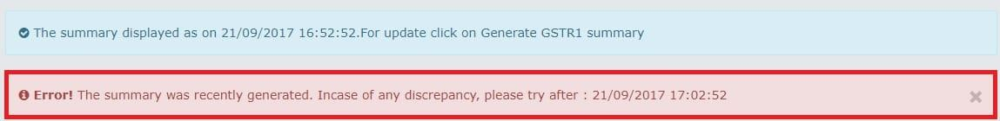 The summary displayed as on 21/09/2017 16:52:52.For update click on Generate GSTR1 summary
Error! The summary was recently generated. Incase of any discrepancy, please try after : 21/09/2017 17:02:52